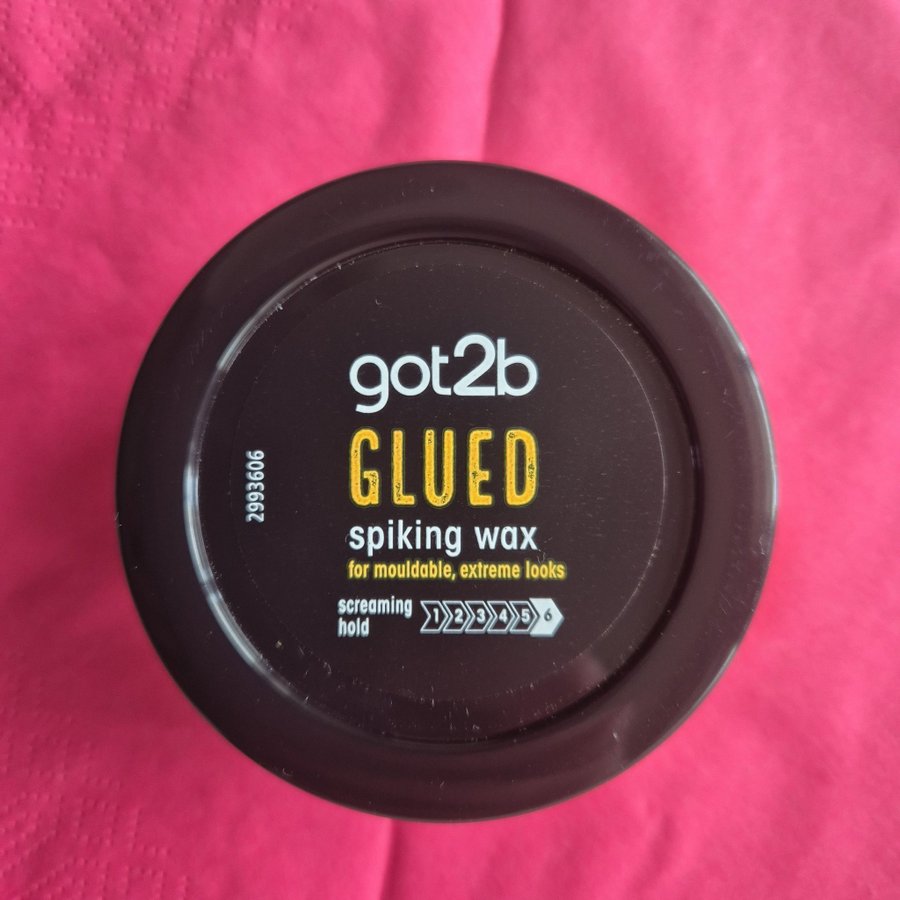 got2b
GLUED
spiking wax
for mouldable, extreme looks
screaming
hold
1 2 3 4 5 6
2993606